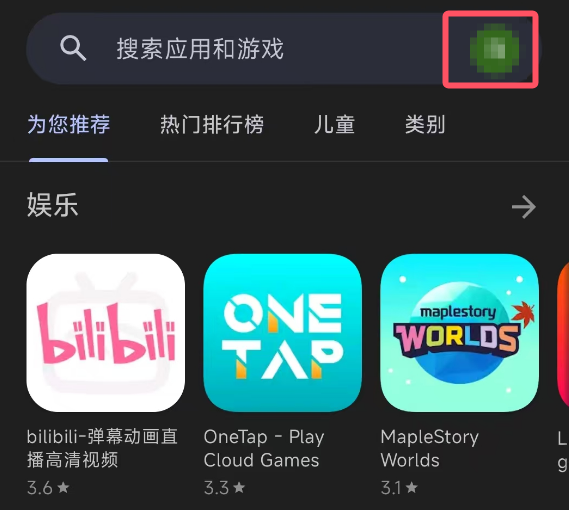 搜索应用和游戏
为您推荐 热门排行榜 儿童 类别
娱乐
bilibili
ONE
TAP
maplestory
WORLDS
bilibili-弹幕动画直
播高清视频
3.6★
OneTap - Play
Cloud Games
3.3★
MapleStory
Worlds
3.1★
L
g